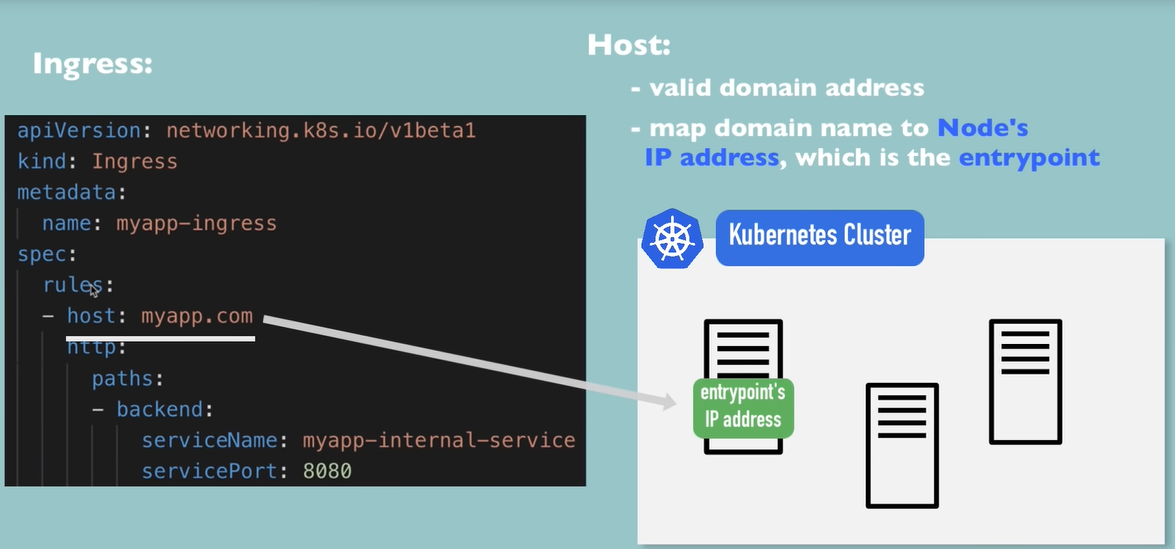 Ingress:
apiVersion: networking.k8s.io/v1beta1
kind: Ingress
metadata:
name: myapp-ingress
spec:
rules:
- host: myapp.com
http:
paths:
- backend:
serviceName: myapp-internal-service
servicePort: 8080
Host:
- valid domain address
- map domain name to Node's
IP address, which is the entrypoint
Kubernetes Cluster
entrypoint's
IP address